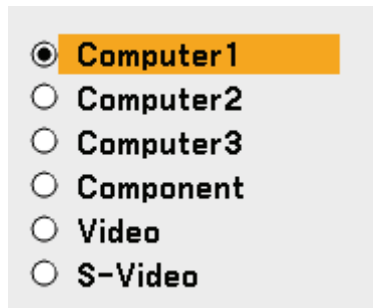 Computer1
Computer2
Computer3
Component
Video
S-Video